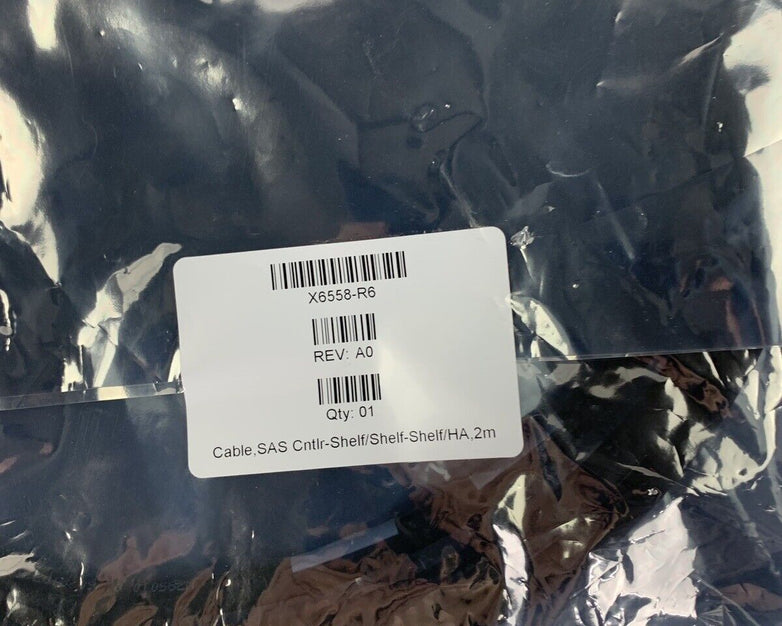 X6558-R6
REV: A0
Qty: 01
Cable,SAS Cntlr-Shelf/Shelf-Shelf/HA,2m